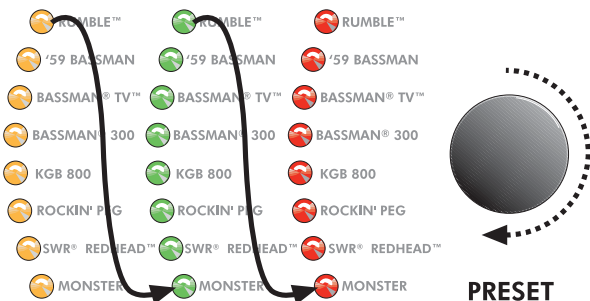 RUMBLE™ RUMBLE™ RUMBLE™
'59 BASSMAN '59 BASSMAN '59 BASSMAN
BASSMAN® TV™ BASSMAN® TV™ BASSMAN® TV™
BASSMAN® 300 BASSMAN® 300 BASSMAN® 300
KGB 800 KGB 800 KGB 800
ROCKIN' PEG ROCKIN' PEG ROCKIN' PEG
SWR® REDHEAD™ SWR® REDHEAD™ SWR® REDHEAD™
MONSTER MONSTER MONSTER
PRESET